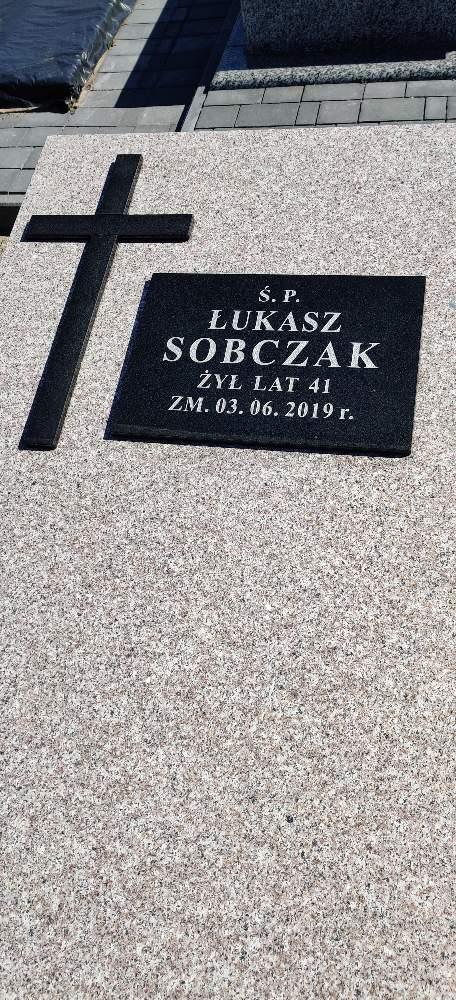 Ś. P.
ŁUKASZ
SOBCZAK
ŻYŁ LAT 41
ZM. 03. 06. 2019 r.